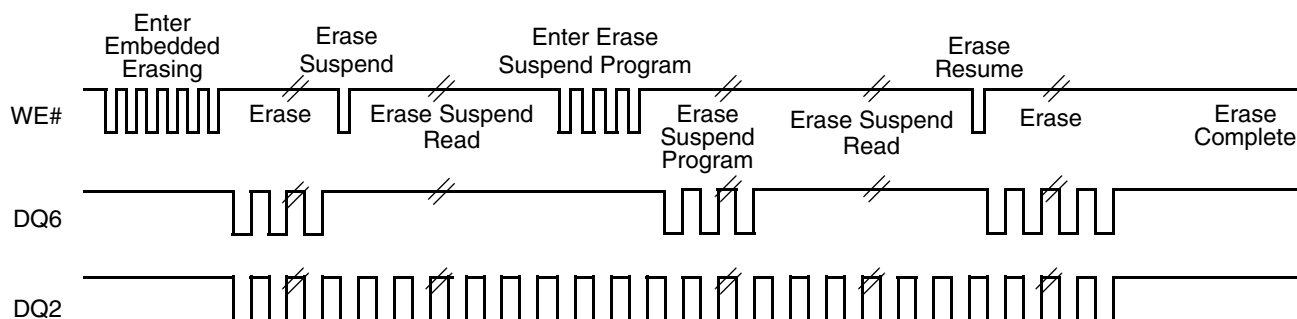 Enter
Embedded
Erasing
Erase
Suspend
Enter Erase
Suspend Program
Erase
Resume
WE#
Erase
Erase Suspend
Read
Erase
Suspend
Program
Erase Suspend
Read
Erase
Erase
Complete
DQ6
DQ2